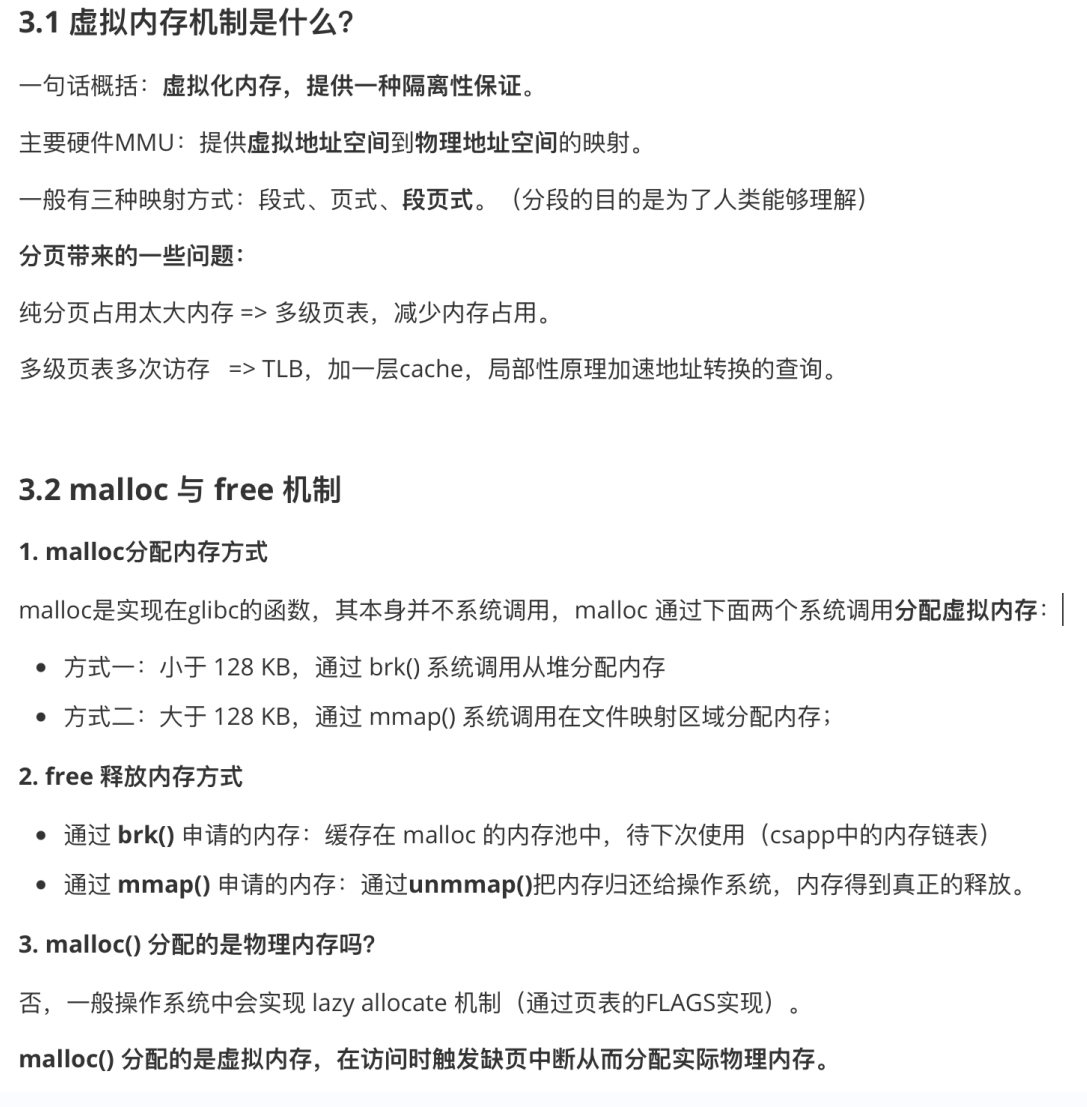 3.1 虚拟内存机制是什么？
一句话概括：虚拟化内存，提供一种隔离性保证。
主要硬件MMU：提供虚拟地址空间到物理地址空间的映射。
一般有三种映射方式：段式、页式、段页式。（分段的目的是为了人类能够理解）
分页带来的一些问题：
纯分页占用太大内存 => 多级页表，减少内存占用。
多级页表多次访存 => TLB，加一层cache，局部性原理加速地址转换的查询。
3.2 malloc 与 free 机制
1. malloc分配内存方式
malloc是实现在glibc的函数，其本身并不系统调用，malloc 通过下面两个系统调用分配虚拟内存：
• 方式一：小于 128 KB，通过 brk() 系统调用从堆分配内存
• 方式二：大于 128 KB，通过 mmap() 系统调用在文件映射区域分配内存；
2. free 释放内存方式
• 通过 brk() 申请的内存：缓存在 malloc 的内存池中，待下次使用（csapp中的内存链表）
• 通过 mmap() 申请的内存：通过unmmap()把内存归还给操作系统，内存得到真正的释放。
3. malloc() 分配的是物理内存吗？
否，一般操作系统中会实现 lazy allocate 机制（通过页表的FLAGS实现）。
malloc() 分配的是虚拟内存，在访问时触发缺页中断从而分配实际物理内存。